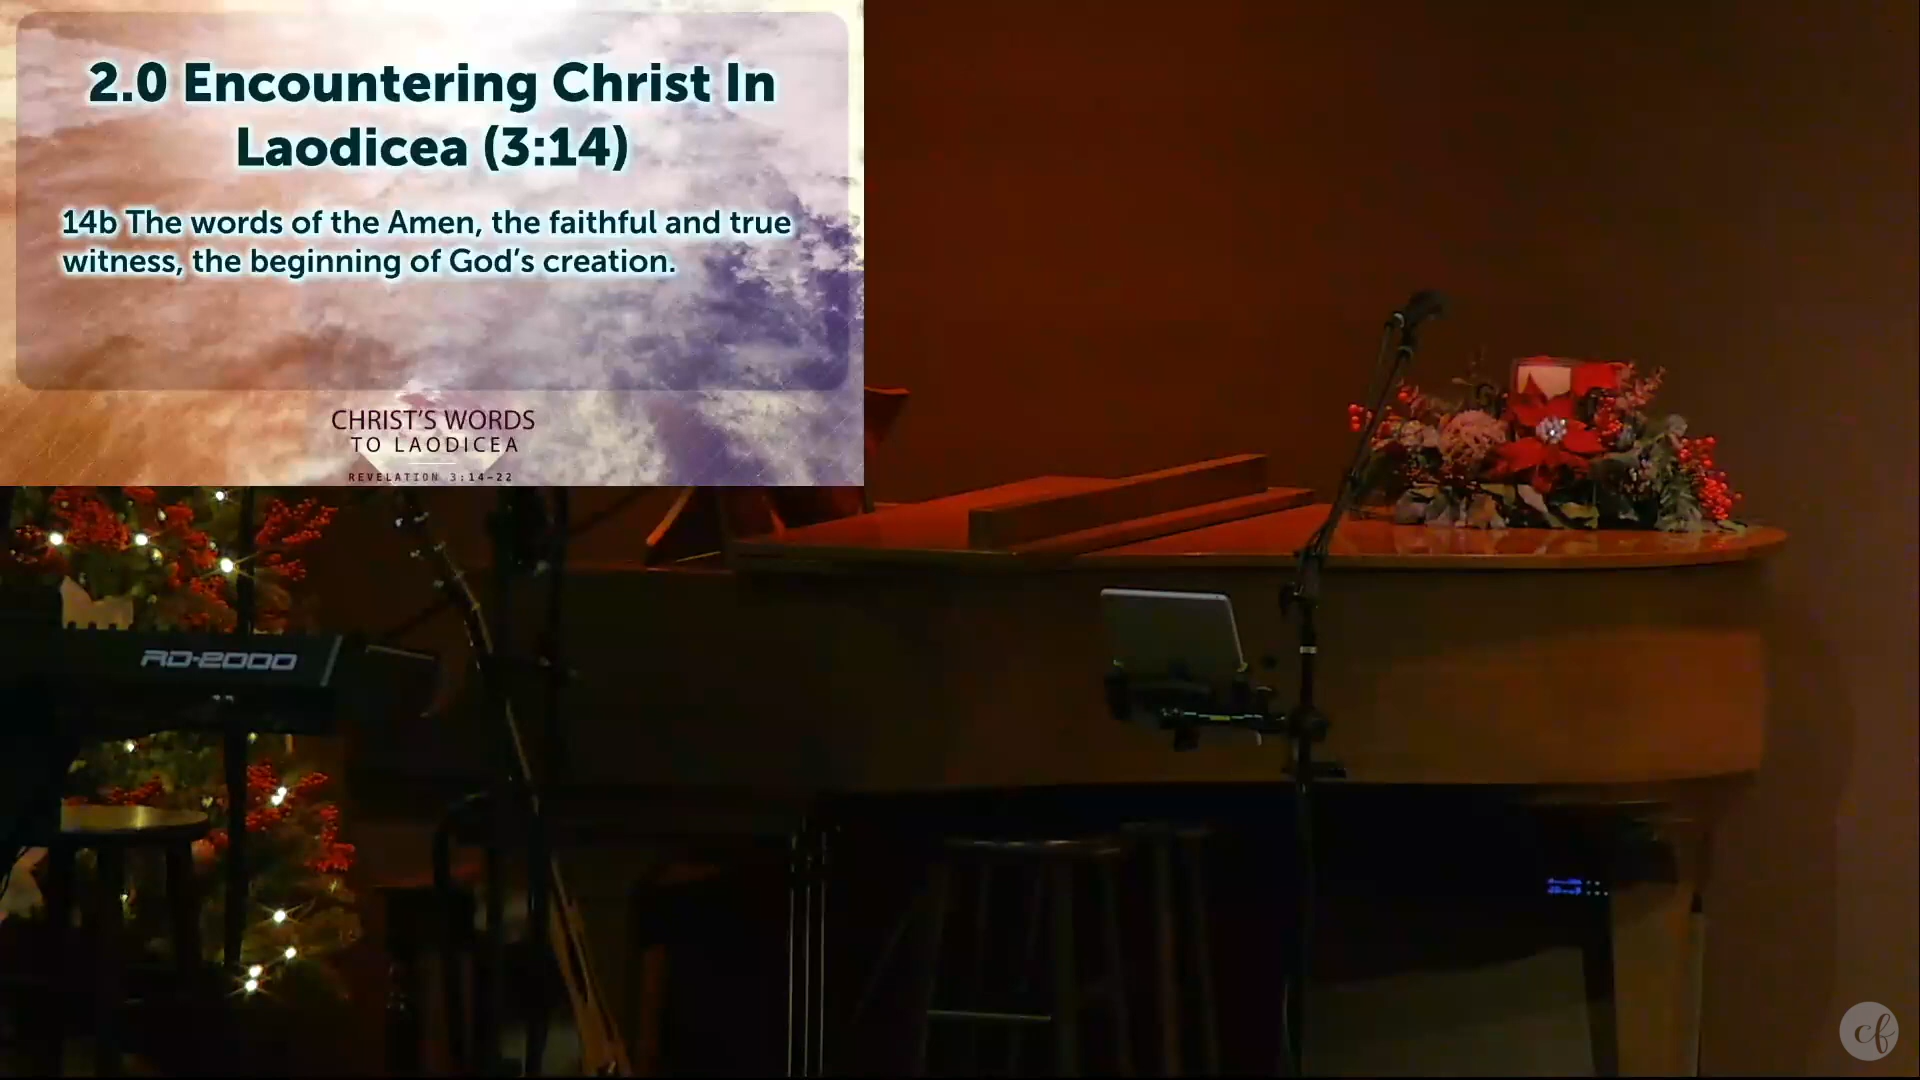 2.0 Encountering Christ In
Laodicea (3:14)
14b The words of the Amen, the faithful and true
witness, the beginning of God's creation.
CHRIST'S WORDS
TO LAODICEA
REVELATION 3:14-22
RD-2000
cf